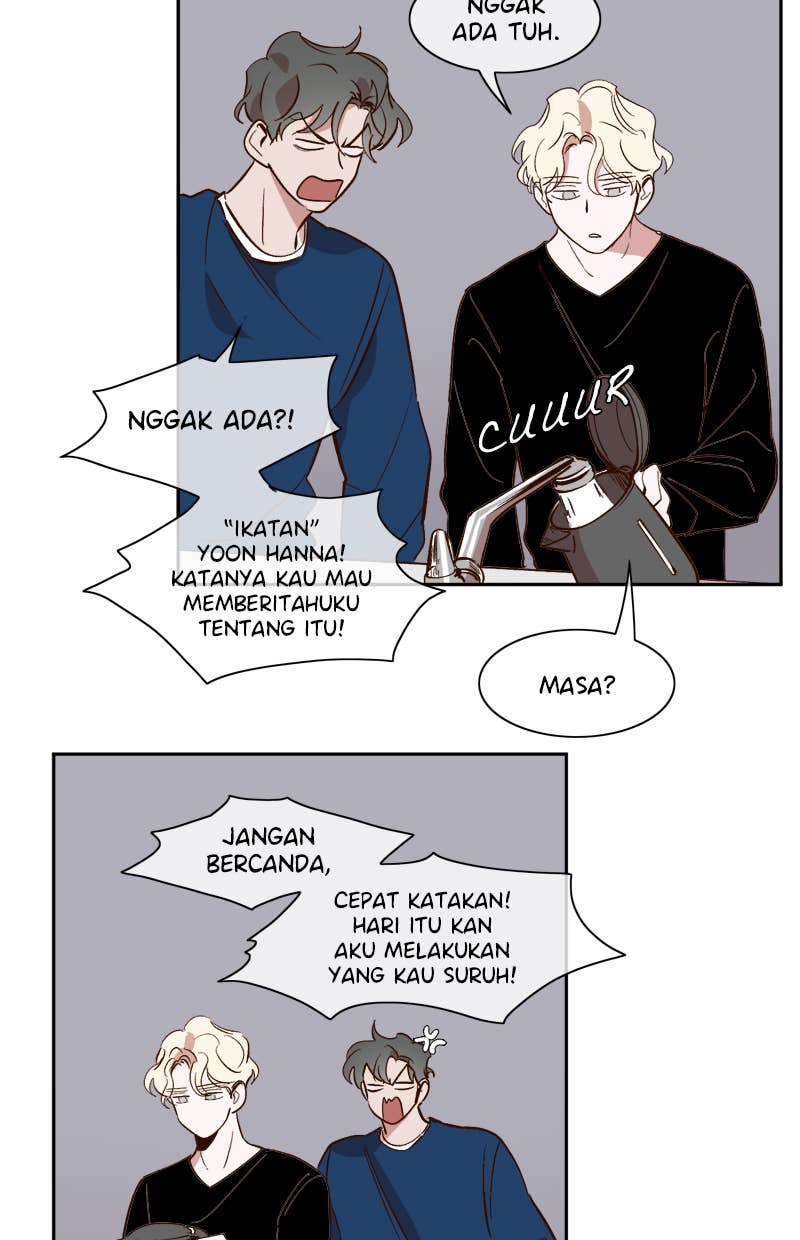 NGGAK
ADA TUH.
NGGAK ADA?!
CUUUR
"IKATAN"
YOON HANNA!
KATANYA KAU MAU
MEMBERITAHUKU
TENTANG ITU!
MASA?
JANGAN
BERCANDA,
CEPAT KATAKAN!
HARI ITU KAN
AKU MELAKUKAN
YANG KAU SURUH!